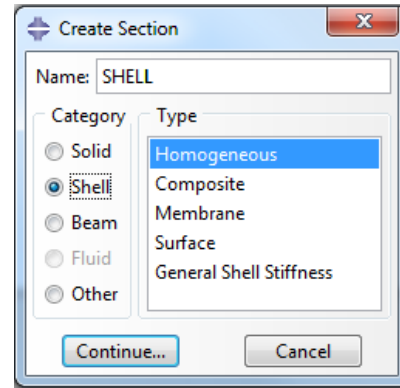 Create Section
Name: SHELL
Category
Solid
Shell
Beam
Fluid
Other
Type
Homogeneous
Composite
Membrane
Surface
General Shell Stiffness
Continue...
Cancel